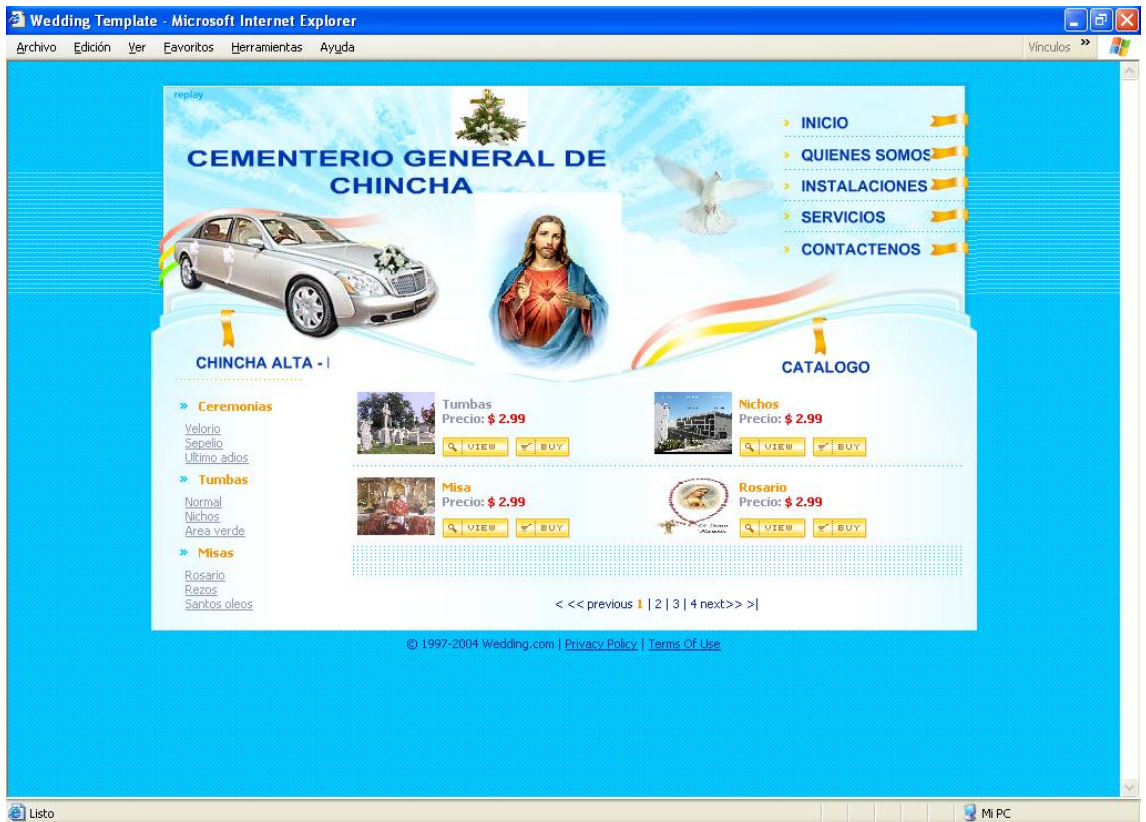 Wedding Template - Microsoft Internet Explorer
Archivo Edición Ver Favoritos Herramientas Ayuda
Vínculos »
replay
CEMENTERIO GENERAL DE
CHINCHA
INICIO
QUIENES SOMOS
INSTALACIONES
SERVICIOS
CONTACTENOS
CHINCHA ALTA -
CATALOGO
» Ceremonias
Velorio
Sepelio
Ultimo adios
» Tumbas
Normal
Nichos
Area verde
» Misas
Rosario
Rezos
Santos oleos
Tumbas
Precio: $ 2.99
VIEW BUY
Nichos
Precio: $ 2.99
VIEW BUY
Misa
Precio: $ 2.99
VIEW BUY
Rosario
Precio: $ 2.99
VIEW BUY
< << previous 1 | 2 | 3 | 4 next>> >|
© 1997-2004 Wedding.com | Privacy Policy | Terms Of Use
Listo
Mi PC